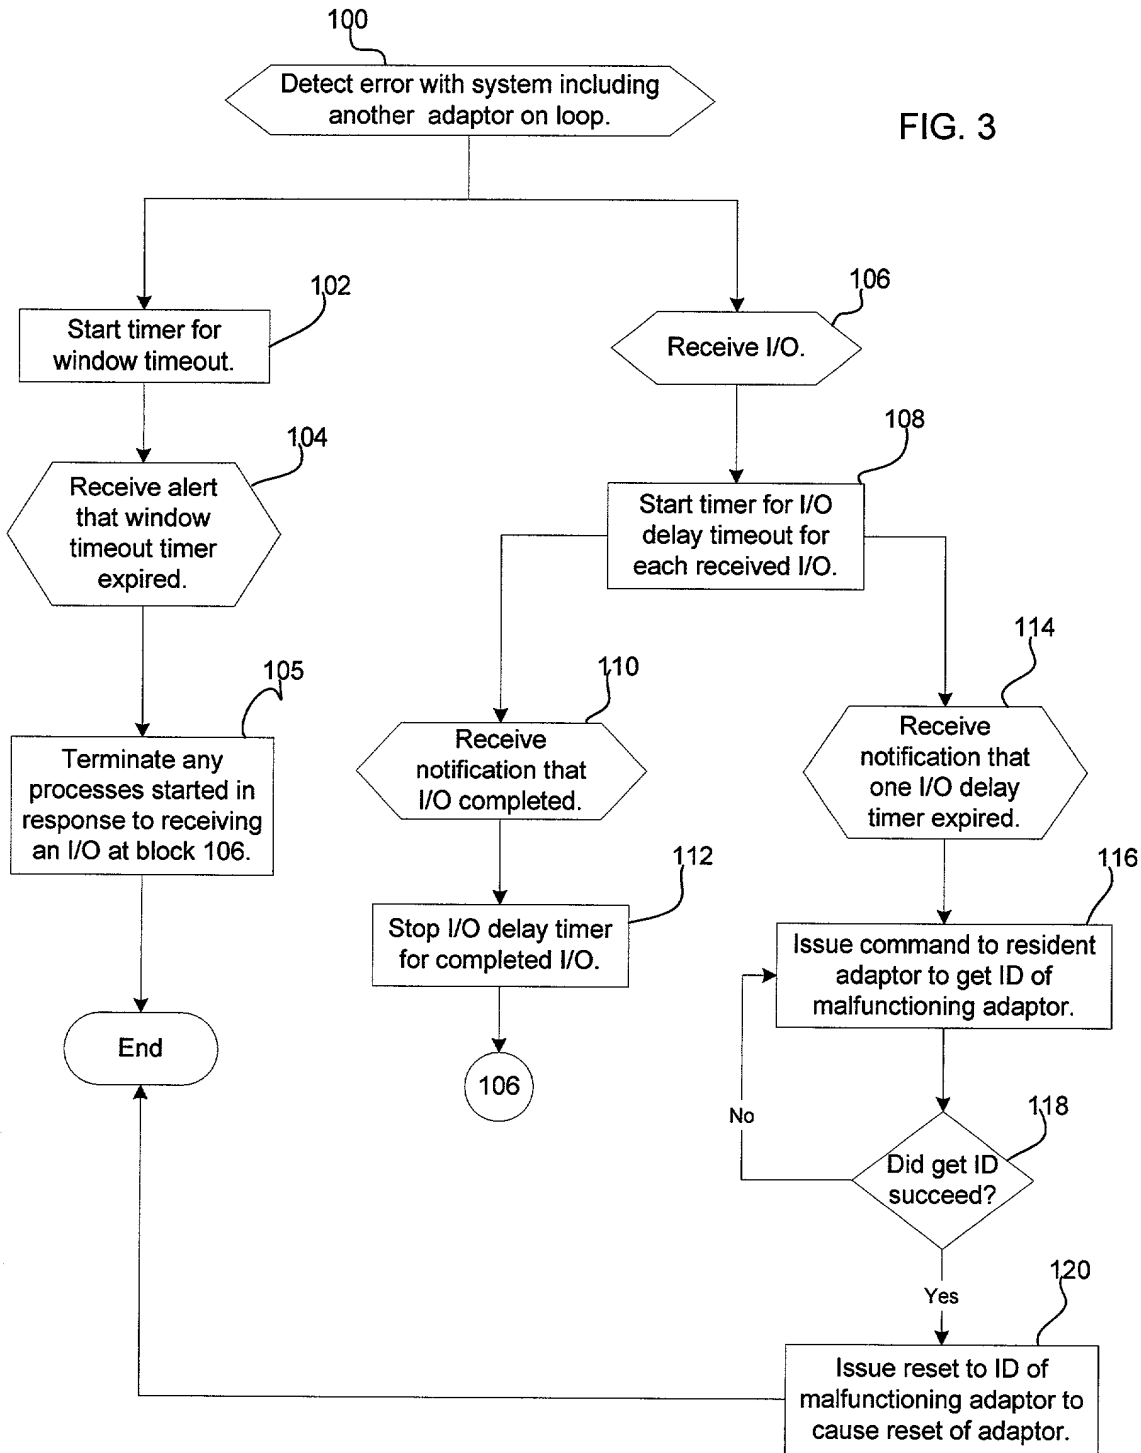 100
Detect error with system including
another adaptor on loop.
FIG. 3
102
Start timer for
window timeout.
106
Receive I/O.
104
Receive alert
that window
timeout timer
expired.
108
Start timer for I/O
delay timeout for
each received I/O.
105
Terminate any
processes started in
response to receiving
an I/O at block 106.
110
Receive
notification that
I/O completed.
114
Receive
notification that
one I/O delay
timer expired.
112
Stop I/O delay timer
for completed I/O.
116
Issue command to resident
adaptor to get ID of
malfunctioning adaptor.
End
106
No
118
Did get ID
succeed?
Yes
120
Issue reset to ID of
malfunctioning adaptor to
cause reset of adaptor.